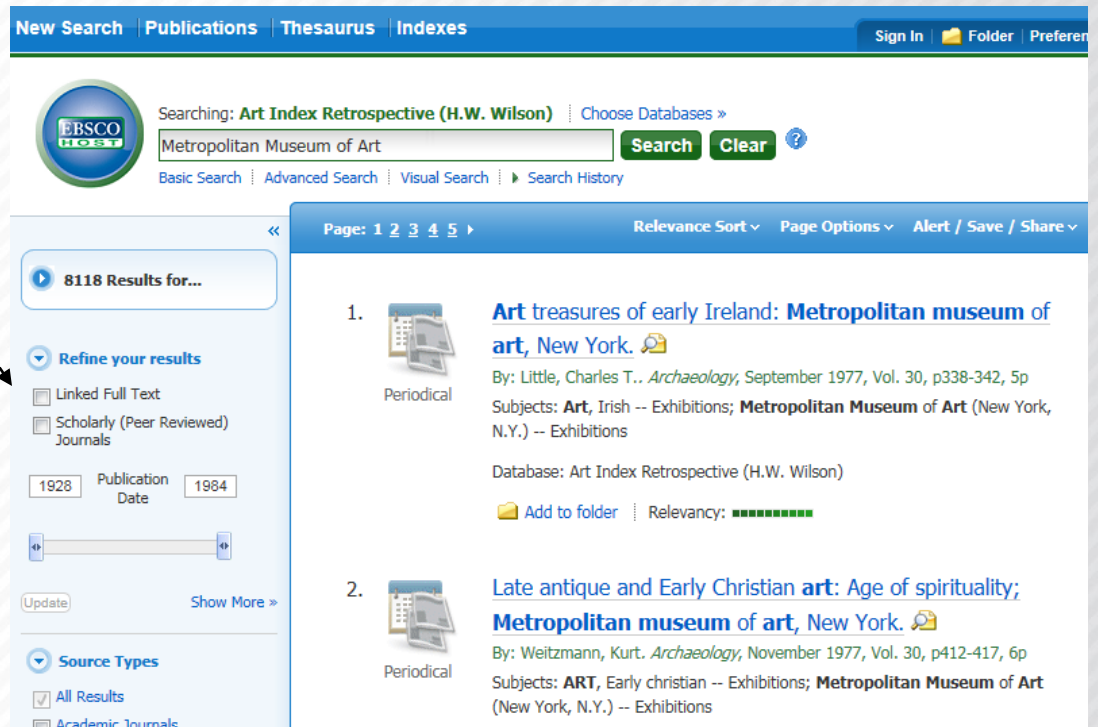 New Search | Publications | Thesaurus | Indexes
Sign In | Folder | Preferen
EBSCO
HOST
Searching: Art Index Retrospective (H.W. Wilson) | Choose Databases »
Metropolitan Museum of Art
Search Clear ?
Basic Search | Advanced Search | Visual Search | Search History
«
Page: 1 2 3 4 5
Relevance Sort Page Options Alert / Save / Share
8118 Results for...
Refine your results
Linked Full Text
Scholarly (Peer Reviewed)
Journals
1928 Publication Date 1984
Update Show More »
Source Types
All Results
Academic Journals
1.
Periodical
Art treasures of early Ireland: Metropolitan museum of
art, New York.
By: Little, Charles T.. Archaeology, September 1977, Vol. 30, p338-342, 5p
Subjects: Art, Irish -- Exhibitions; Metropolitan Museum of Art (New York,
N.Y.) -- Exhibitions
Database: Art Index Retrospective (H.W. Wilson)
Add to folder | Relevancy:
2.
Periodical
Late antique and Early Christian art: Age of spirituality;
Metropolitan museum of art, New York.
By: Weitzmann, Kurt. Archaeology, November 1977, Vol. 30, p412-417, 6p
Subjects: ART, Early christian -- Exhibitions; Metropolitan Museum of Art
(New York, N.Y.) -- Exhibitions